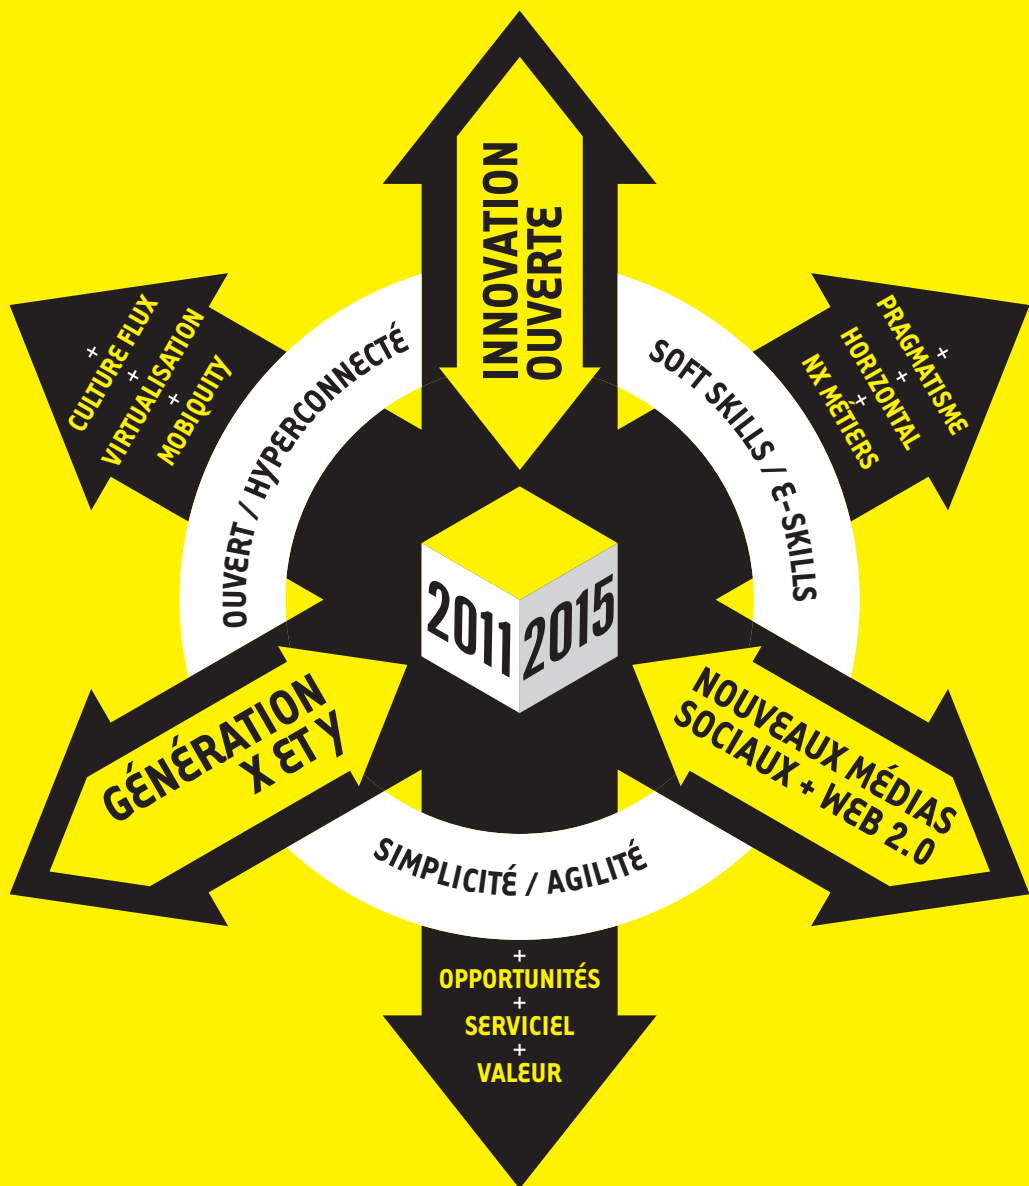 INNOVATION
OUVERTE
+
CULTURE FLUX
+
VIRTUALISATION
+
MOBIQUITY
OUVERT / HYPERCONNECTÉ
SOFT SKILLS / E-SKILLS
+
PRAGMATISME
+
HORIZONTAL
+
NX MÉTIERS
2011
2015
GÉNÉRATION
X ET Y
NOUVEAUX MÉDIAS
SOCIAUX + WEB 2.0
SIMPLICITÉ / AGILITÉ
+
OPPORTUNITÉS
+
SERVICIEL
+
VALEUR